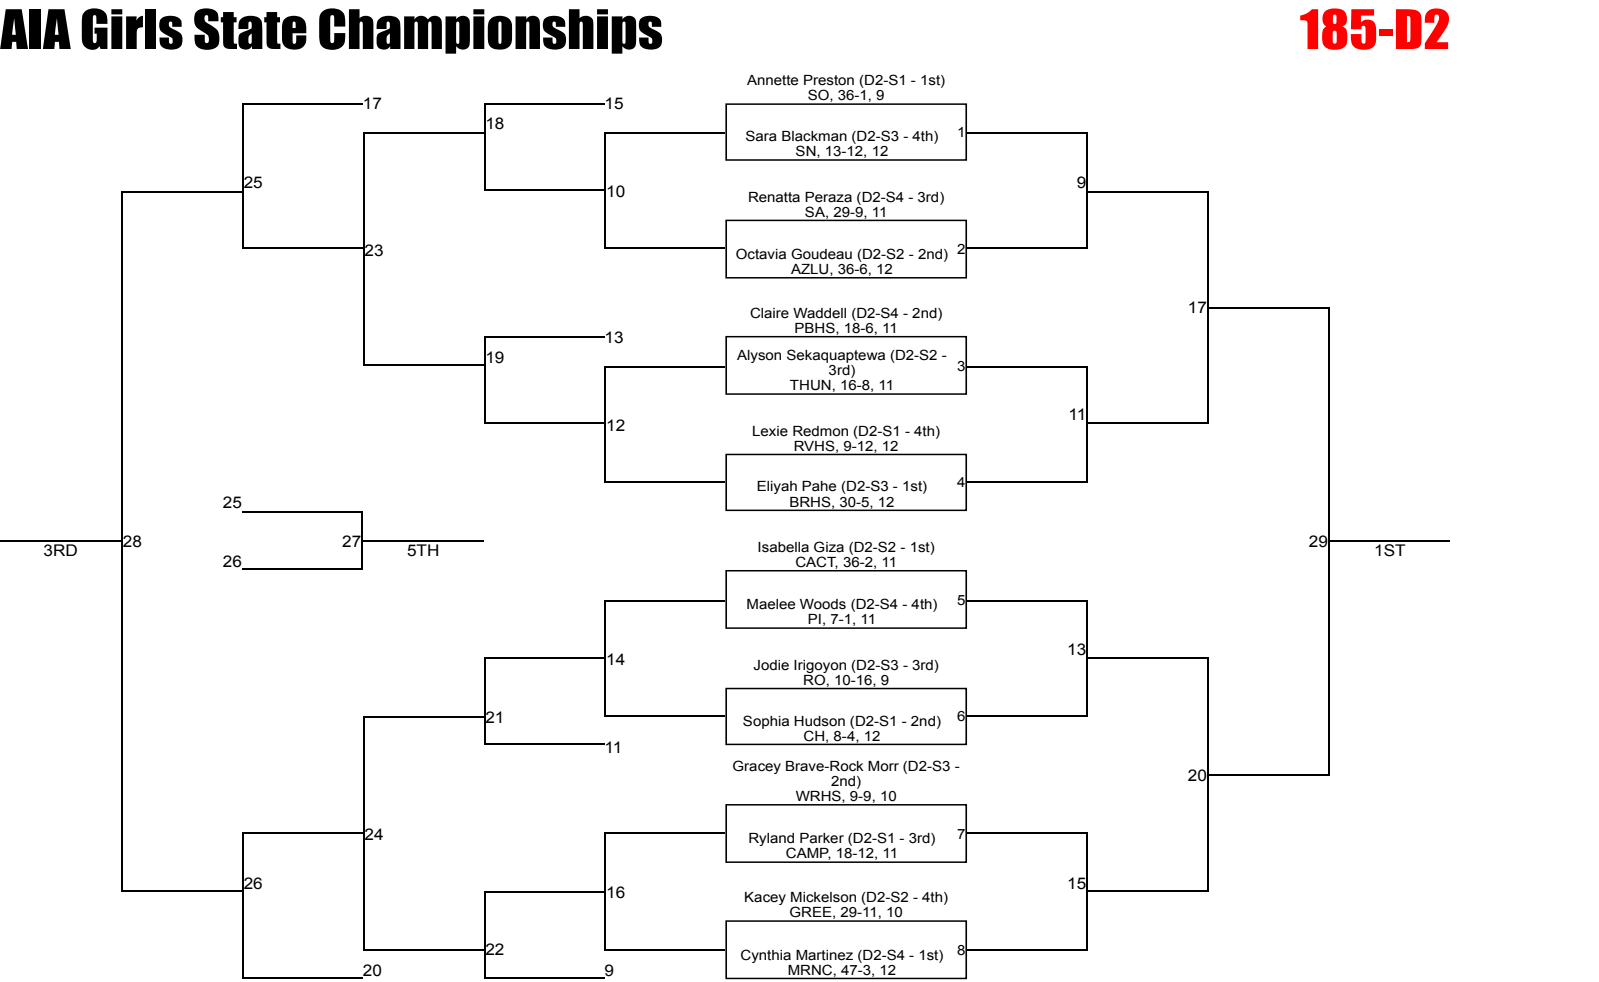 AIA Girls State Championships
185-D2
Annette Preston (D2-S1 - 1st)
SO, 36-1, 9
17
15
18
Sara Blackman (D2-S3 - 4th)
1
SN, 13-12, 12
25
9
10
Renatta Peraza (D2-S4 - 3rd)
SA, 29-9, 11
23
Octavia Goudeau (D2-S2 - 2nd)
2
AZLU, 36-6, 12
17
Claire Waddell (D2-S4 - 2nd)
PBHS, 18-6, 11
13
19
Alyson Sekaquaptewa (D2-S2 -
3rd)
3
THUN, 16-8, 11
11
12
Lexie Redmon (D2-S1 - 4th)
RVHS, 9-12, 12
Eliyah Pahe (D2-S3 - 1st)
4
BRHS, 30-5, 12
25
3RD
28
27
5TH
29
1ST
26
Isabella Giza (D2-S2 - 1st)
CACT, 36-2, 11
Maelee Woods (D2-S4 - 4th)
5
PI, 7-1, 11
13
14
Jodie Irigoyon (D2-S3 - 3rd)
RO, 10-16, 9
21
Sophia Hudson (D2-S1 - 2nd)
6
CH, 8-4, 12
11
Gracey Brave-Rock Morr (D2-S3 -
2nd)
WRHS, 9-9, 10
20
24
Ryland Parker (D2-S1 - 3rd)
7
CAMP, 18-12, 11
26
15
16
Kacey Mickelson (D2-S2 - 4th)
GREE, 29-11, 10
22
Cynthia Martinez (D2-S4 - 1st)
8
MRNC, 47-3, 12
20
9